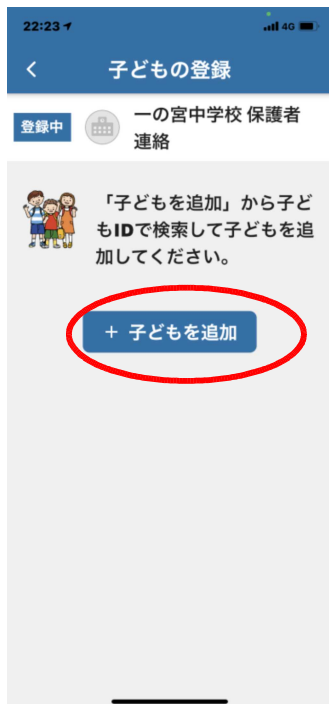 22:23
4G
子どもの登録
登録中
一の宮中学校 保護者
連絡
「子どもを追加」から子ど
もIDで検索して子どもを追
加してください。
+ 子どもを追加